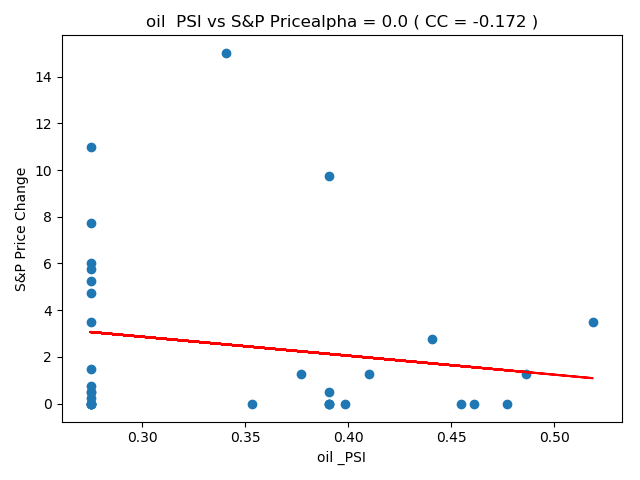 oil  PSI vs S&P Pricealpha = 0.0 ( CC = -0.172 )
14
12
10
8
6
4
2
0
S&P Price Change
0.30 0.35 0.40 0.45 0.50
oil _PSI